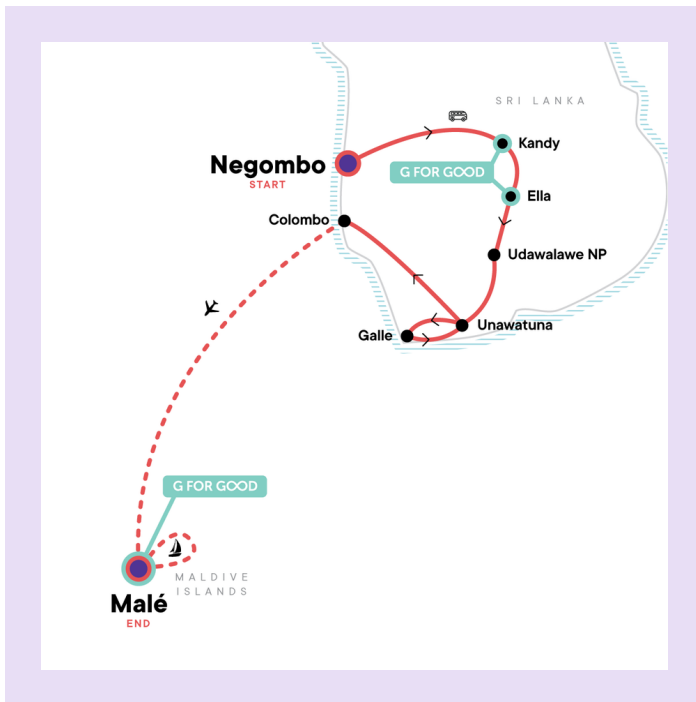 SRI LANKA
Kandy
Negombo
START
G FOR GOOD
Ella
Colombo
Udawalawe NP
Unawatuna
Galle
G FOR GOOD
MALDIVE
ISLANDS
Malé
END